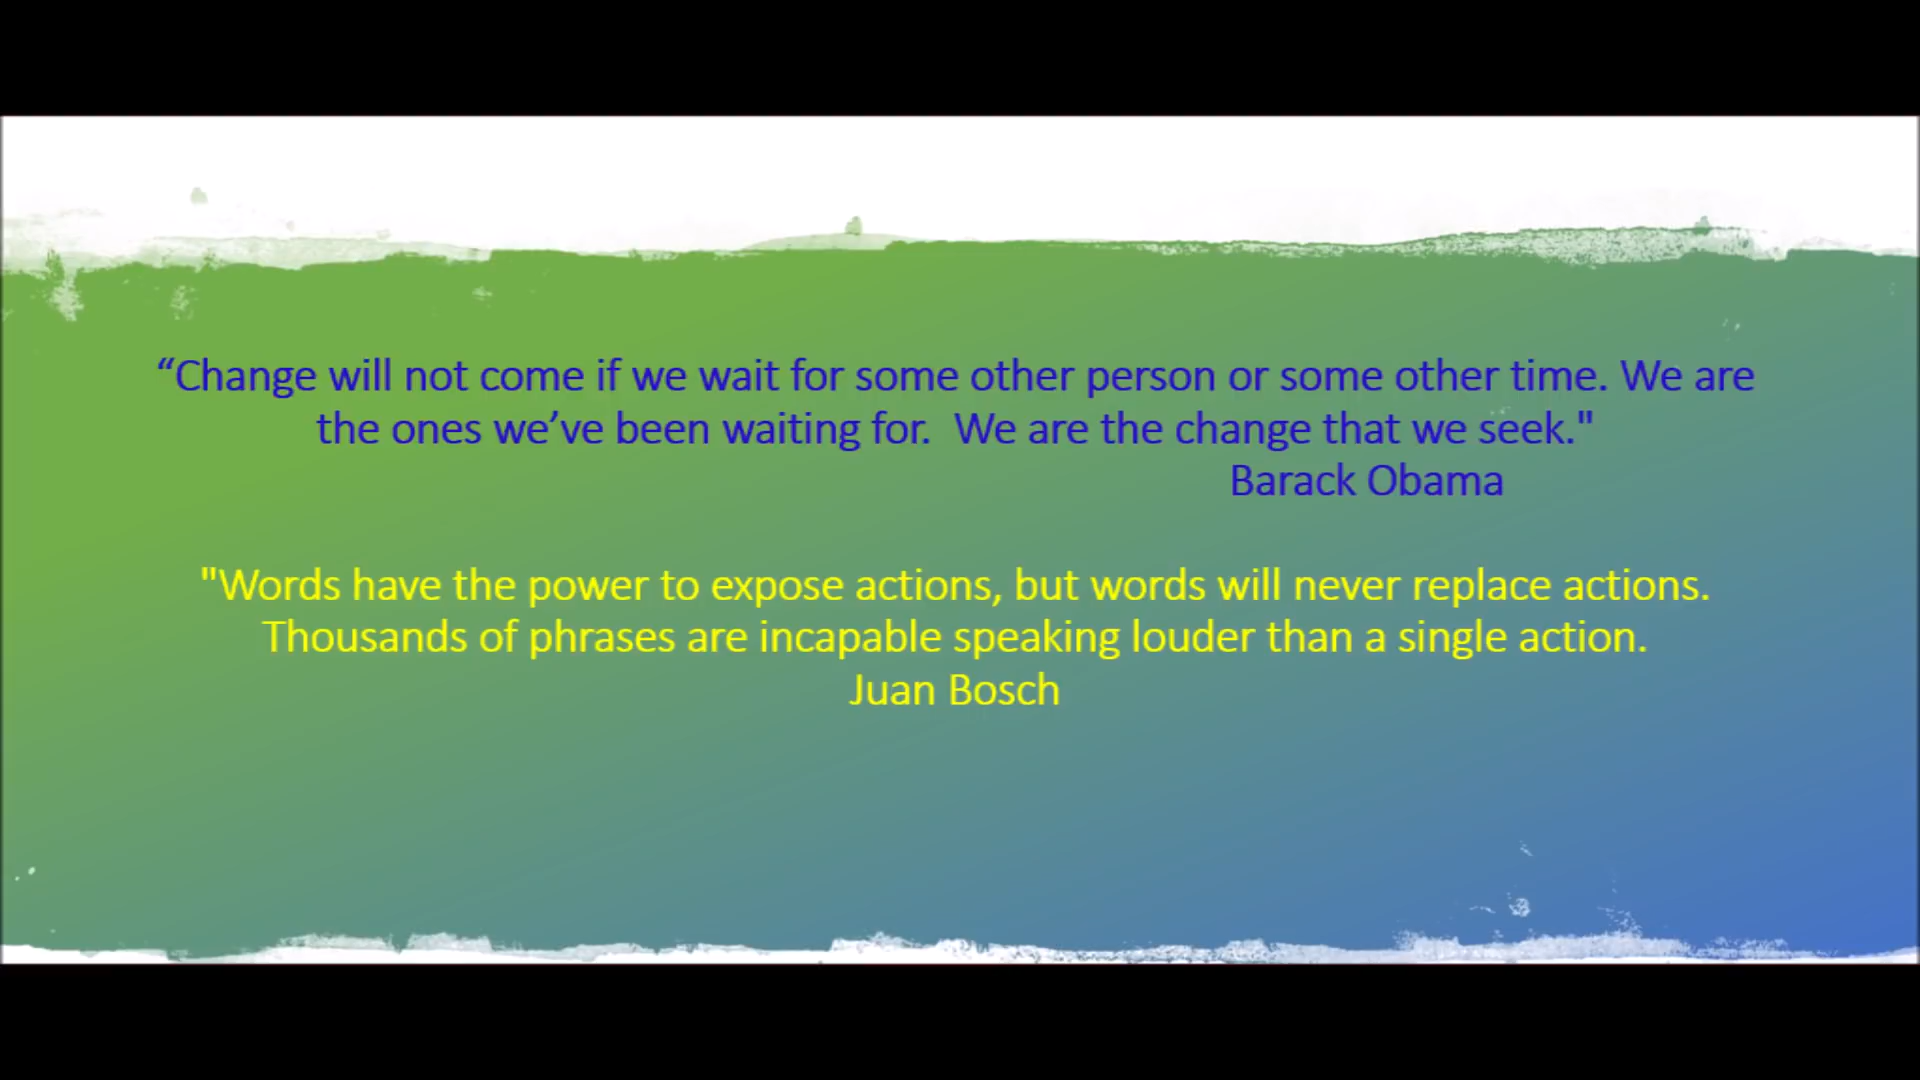 “Change will not come if we wait for some other person or some other time. We are
the ones we’ve been waiting for.  We are the change that we seek."
Barack Obama
"Words have the power to expose actions, but words will never replace actions.
Thousands of phrases are incapable speaking louder than a single action.
Juan Bosch